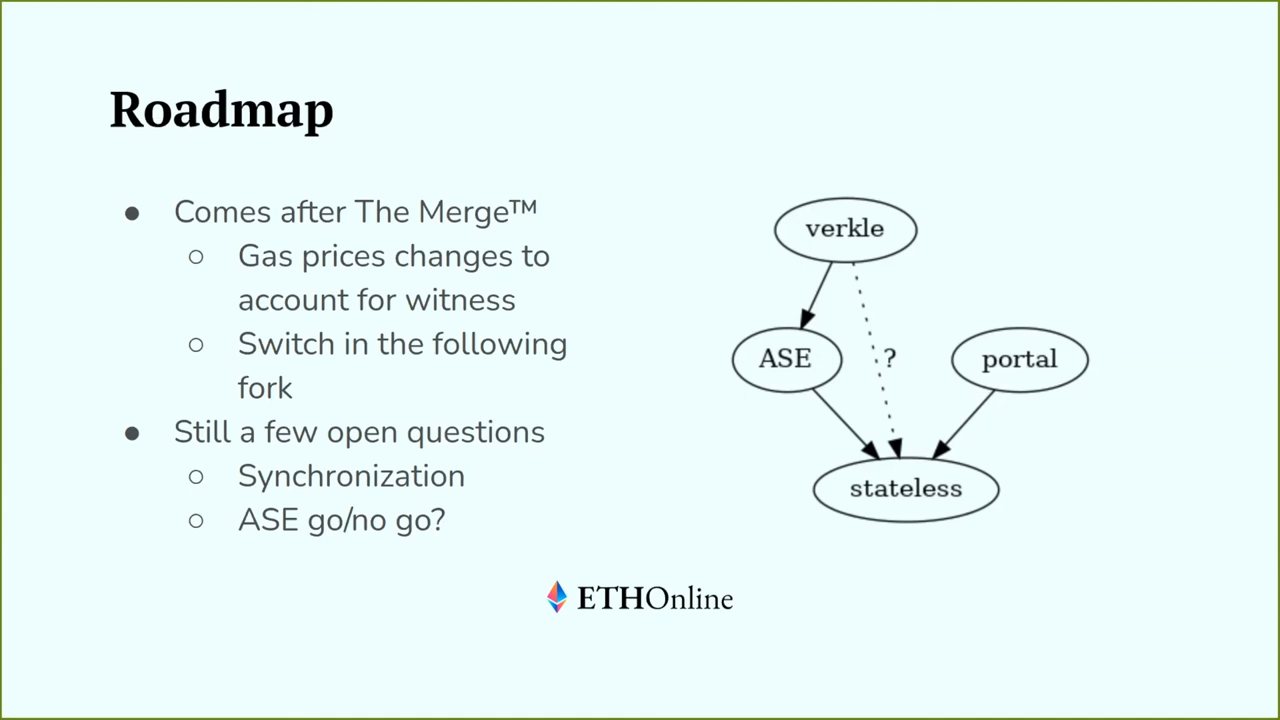 Roadmap
● Comes after The Merge™
○ Gas prices changes to
account for witness
○ Switch in the following
fork
● Still a few open questions
○ Synchronization
○ ASE go/no go?
verkle
ASE
?
portal
stateless
ETHOnline